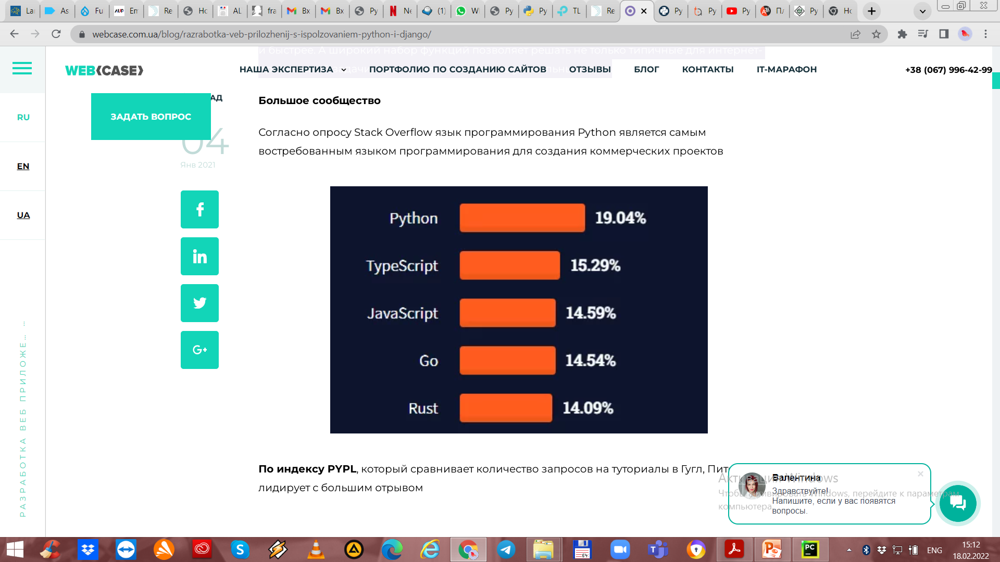 La
As
Fu
Em
Re
Ho
AL
fra
Вх
Вх
Py
Ne
(1)
W
Py
Py
TL
Re
Py
Py
Py
Пл
Py
Но
webcase.com.ua/blog/razrabotka-veb-prilozhenij-s-ispolzovaniem-python-i-django/
и быстрее. А широкий набор функций позволяет решать не только типичные для интернет-
WEB<CASE>
НАША ЭКСПЕРТИЗА
ПОРТФОЛИО ПО СОЗДАНИЮ САЙТОВ
ОТЗЫВЫ
БЛОГ
КОНТАКТЫ
IT-МАРАФОН
+38 (067) 996-42-99
АД
ЗАДАТЬ ВОПРОС
04
Янв 2021
RU
EN
UA
РАЗРАБОТКА ВЕБ ПРИЛОЖЕ... ...
Большое сообщество
Согласно опросу Stack Overflow язык программирования Python является самым
востребованным языком программирования для создания коммерческих проектов
Python 19.04%
TypeScript 15.29%
JavaScript 14.59%
Go 14.54%
Rust 14.09%
По индексу PYPL, который сравнивает количество запросов на туториалы в Гугл, Пит
лидирует с большим отрывом
Валентина
Здравствуйте!
Напишите, если у вас появятся
вопросы.
Активация Windows
Чтобы активировать Windows, перейдите к параметрам
компьютера.
ENG
15:12
18.02.2022